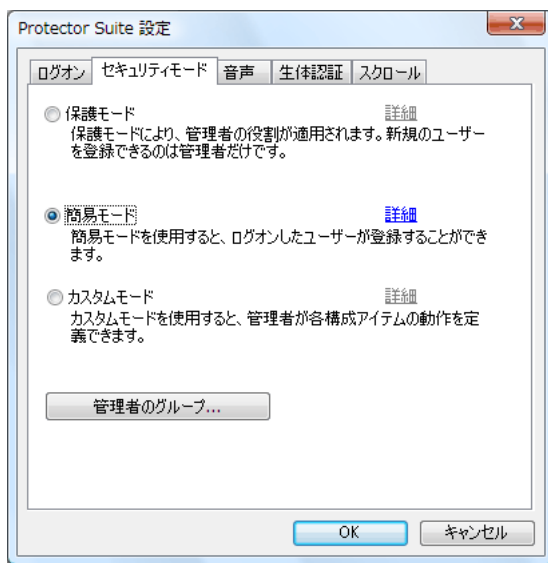 Protector Suite 設定
ログオン セキュリティモード 音声 生体認証 スクロール
保護モード 詳細
保護モードにより、管理者の役割が適用されます。新規のユーザー
を登録できるのは管理者だけです。
簡易モード 詳細
簡易モードを使用すると、ログオンしたユーザーが登録することができ
ます。
カスタムモード 詳細
カスタムモードを使用すると、管理者が各構成アイテムの動作を定
義できます。
管理者のグループ...
OK キャンセル